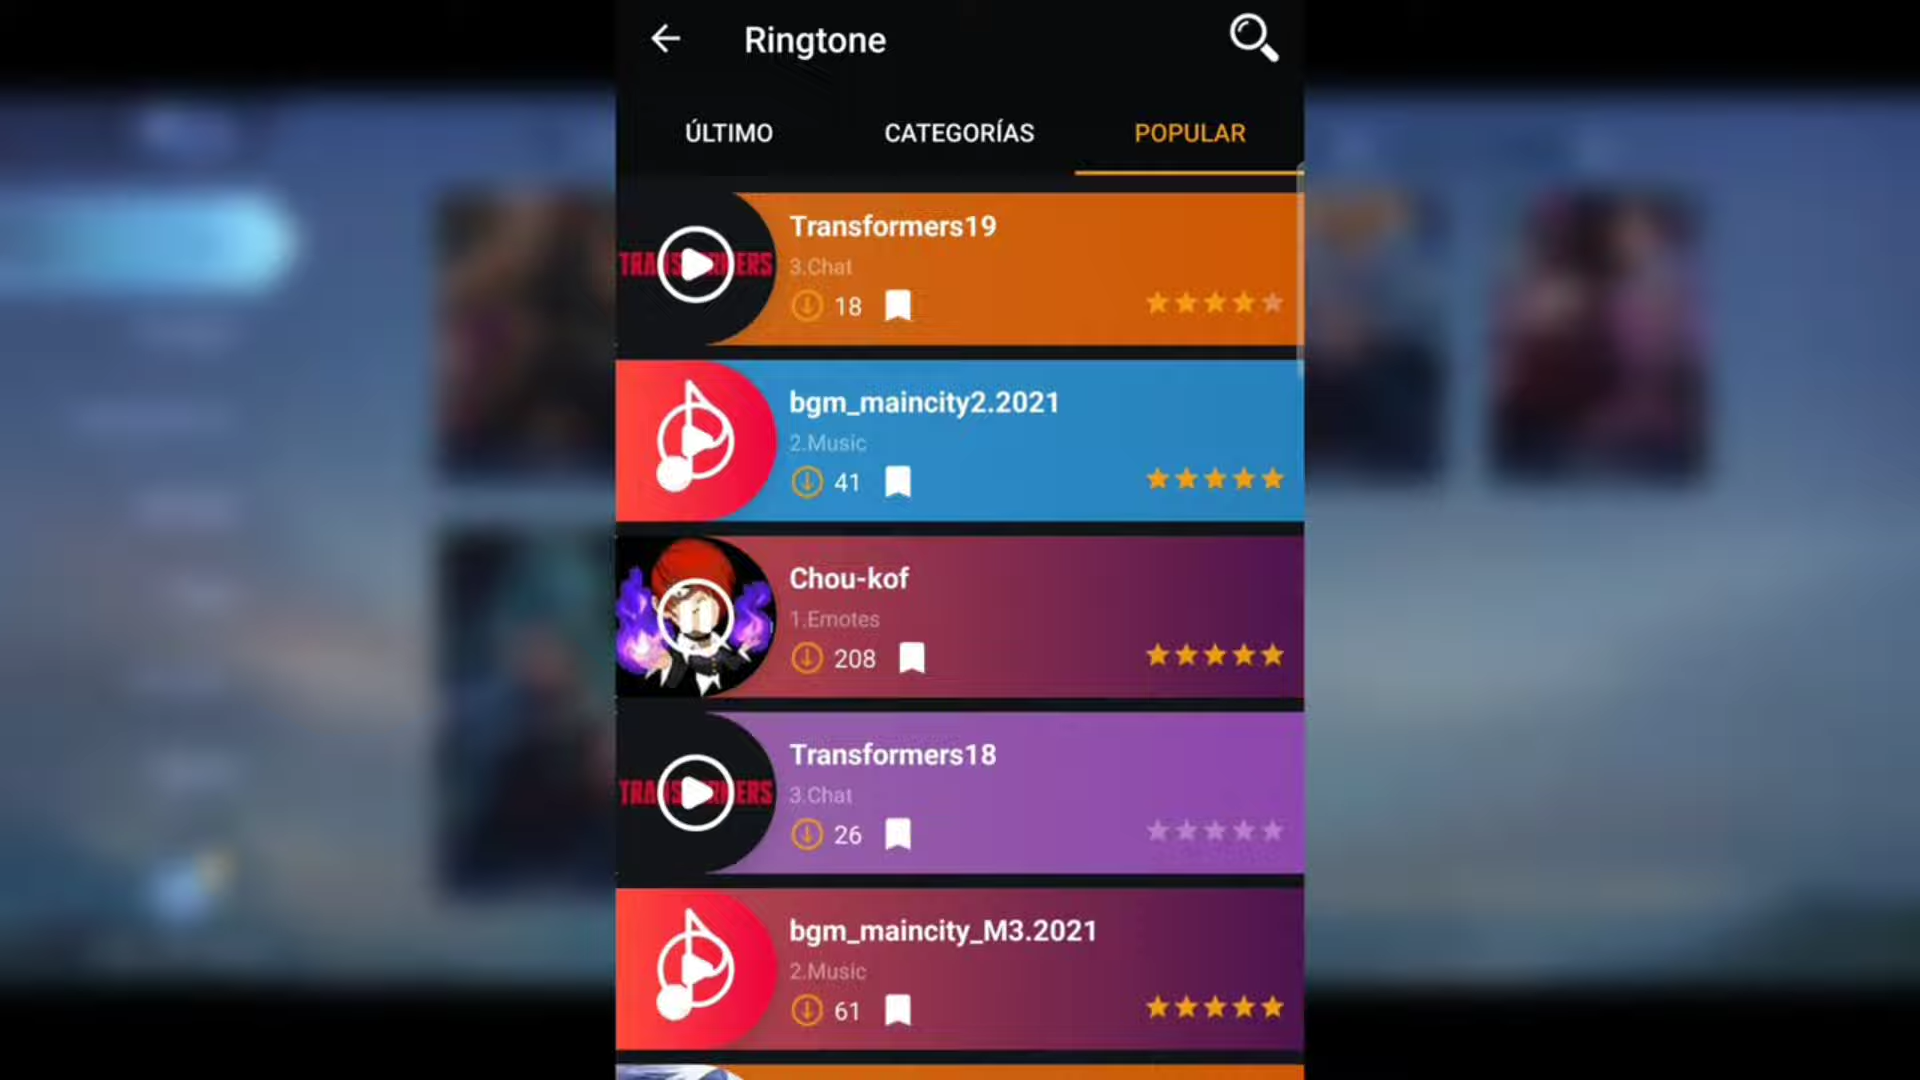 Ringtone
ÚLTIMO CATEGORÍAS POPULAR
Transformers19
3.Chat
18
bgm_maincity2.2021
2.Music
41
Chou-kof
1.Emotes
208
TRANSFORMERS
Transformers18
3.Chat
26
bgm_maincity_M3.2021
2.Music
61